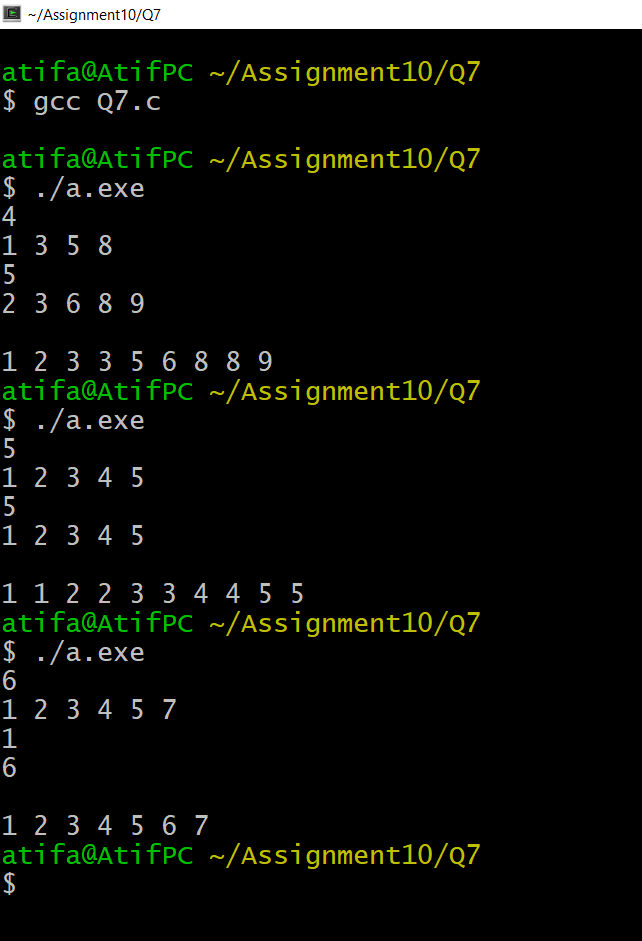 ~/Assignment10/Q7
atifa@AtifPC ~/Assignment10/Q7
$ gcc Q7.c
atifa@AtifPC ~/Assignment10/Q7
$ ./a.exe
4
1 3 5 8
5
2 3 6 8 9
1 2 3 3 5 6 8 8 9
atifa@AtifPC ~/Assignment10/Q7
$ ./a.exe
5
1 2 3 4 5
5
1 2 3 4 5
1 1 2 2 3 3 4 4 5 5
atifa@AtifPC ~/Assignment10/Q7
$ ./a.exe
6
1 2 3 4 5 7
1
6
1 2 3 4 5 6 7
atifa@AtifPC ~/Assignment10/Q7
$